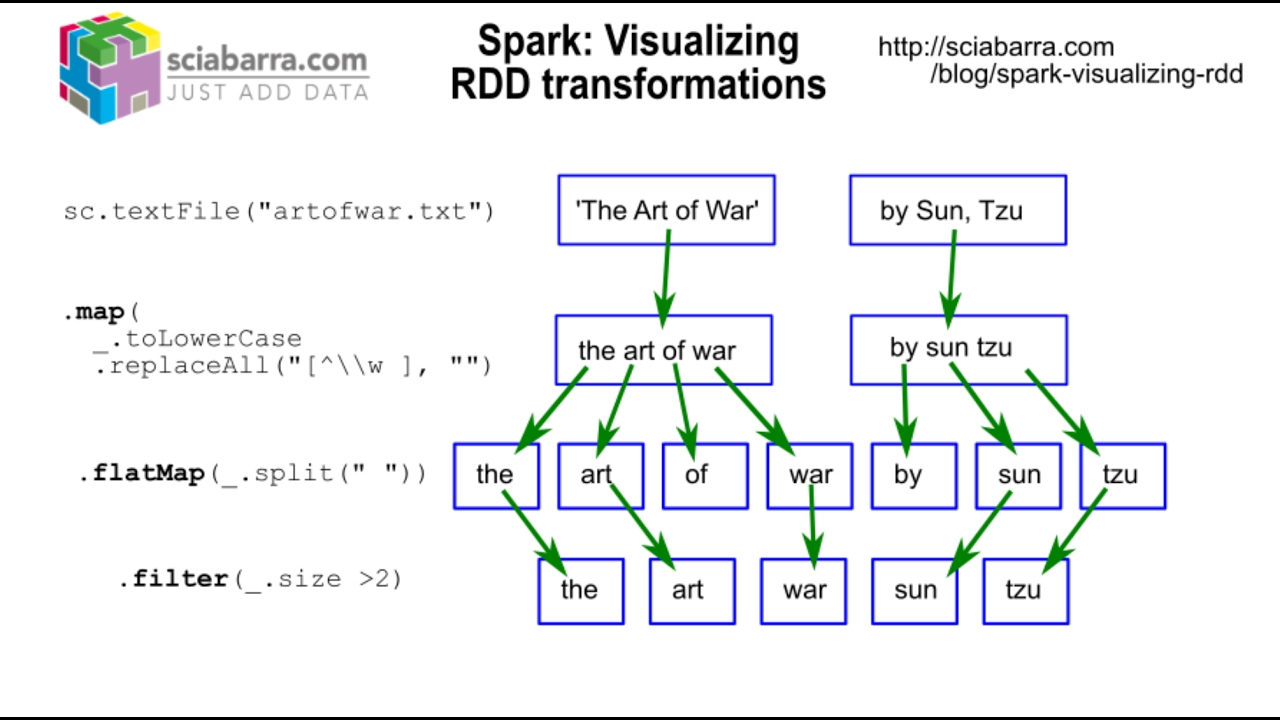 sciabarra.com
JUST ADD DATA
Spark: Visualizing
RDD transformations
http://sciabarra.com
/blog/spark-visualizing-rdd
sc.textFile("artofwar.txt")
'The Art of War'
by Sun, Tzu
.map(
_.toLowerCase
.replaceAll("[^\\w ], "")
the art of war
by sun tzu
.flatMap(_.split(" "))
the
art
of
war
by
sun
tzu
.filter(_.size >2)
the
art
war
sun
tzu